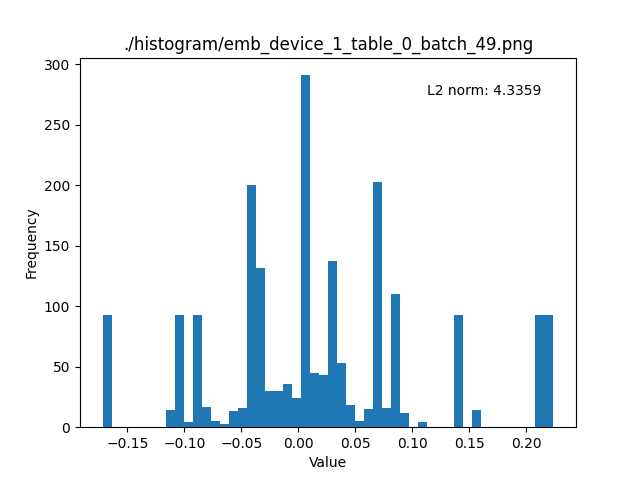 ./histogram/emb_device_1_table_0_batch_49.png
L2 norm: 4.3359
Frequency
300
250
200
150
100
50
0
−0.15 −0.10 −0.05 0.00 0.05 0.10 0.15 0.20
Value